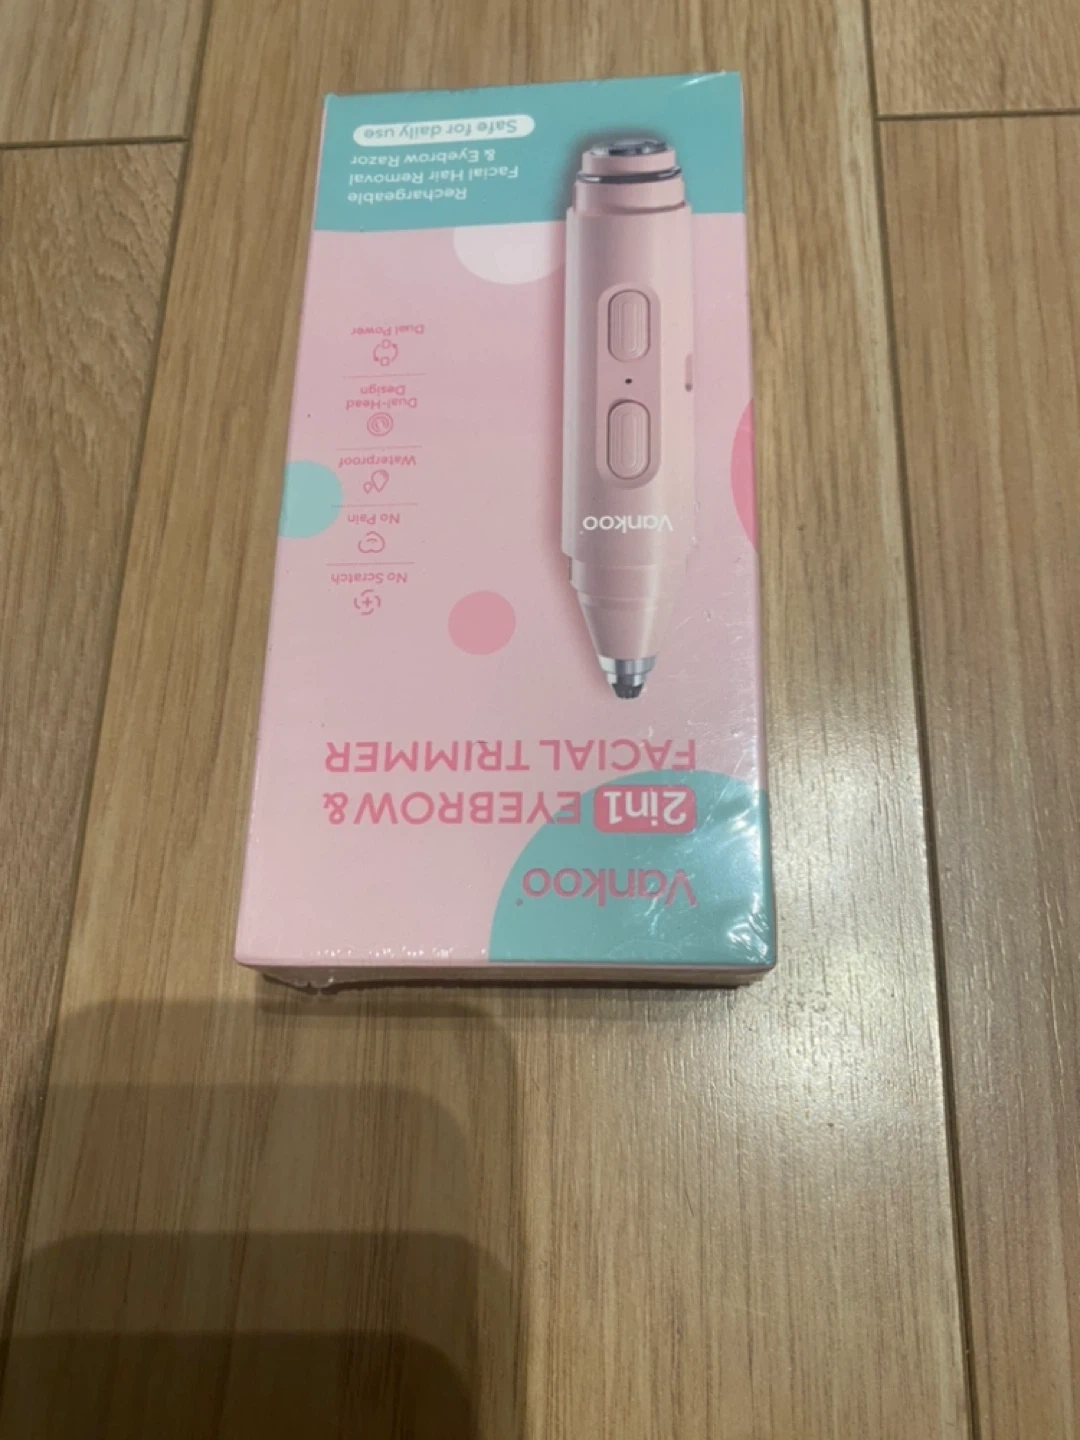 Vankoo
2in1 EYEBROW&
FACIAL TRIMMER
Vankoo
No Scratch
No Pain
Waterproof
Dual-Head
Design
Dual Power
Rechargeable
Facial Hair Removal
& Eyebrow Razor
Safe for daily use